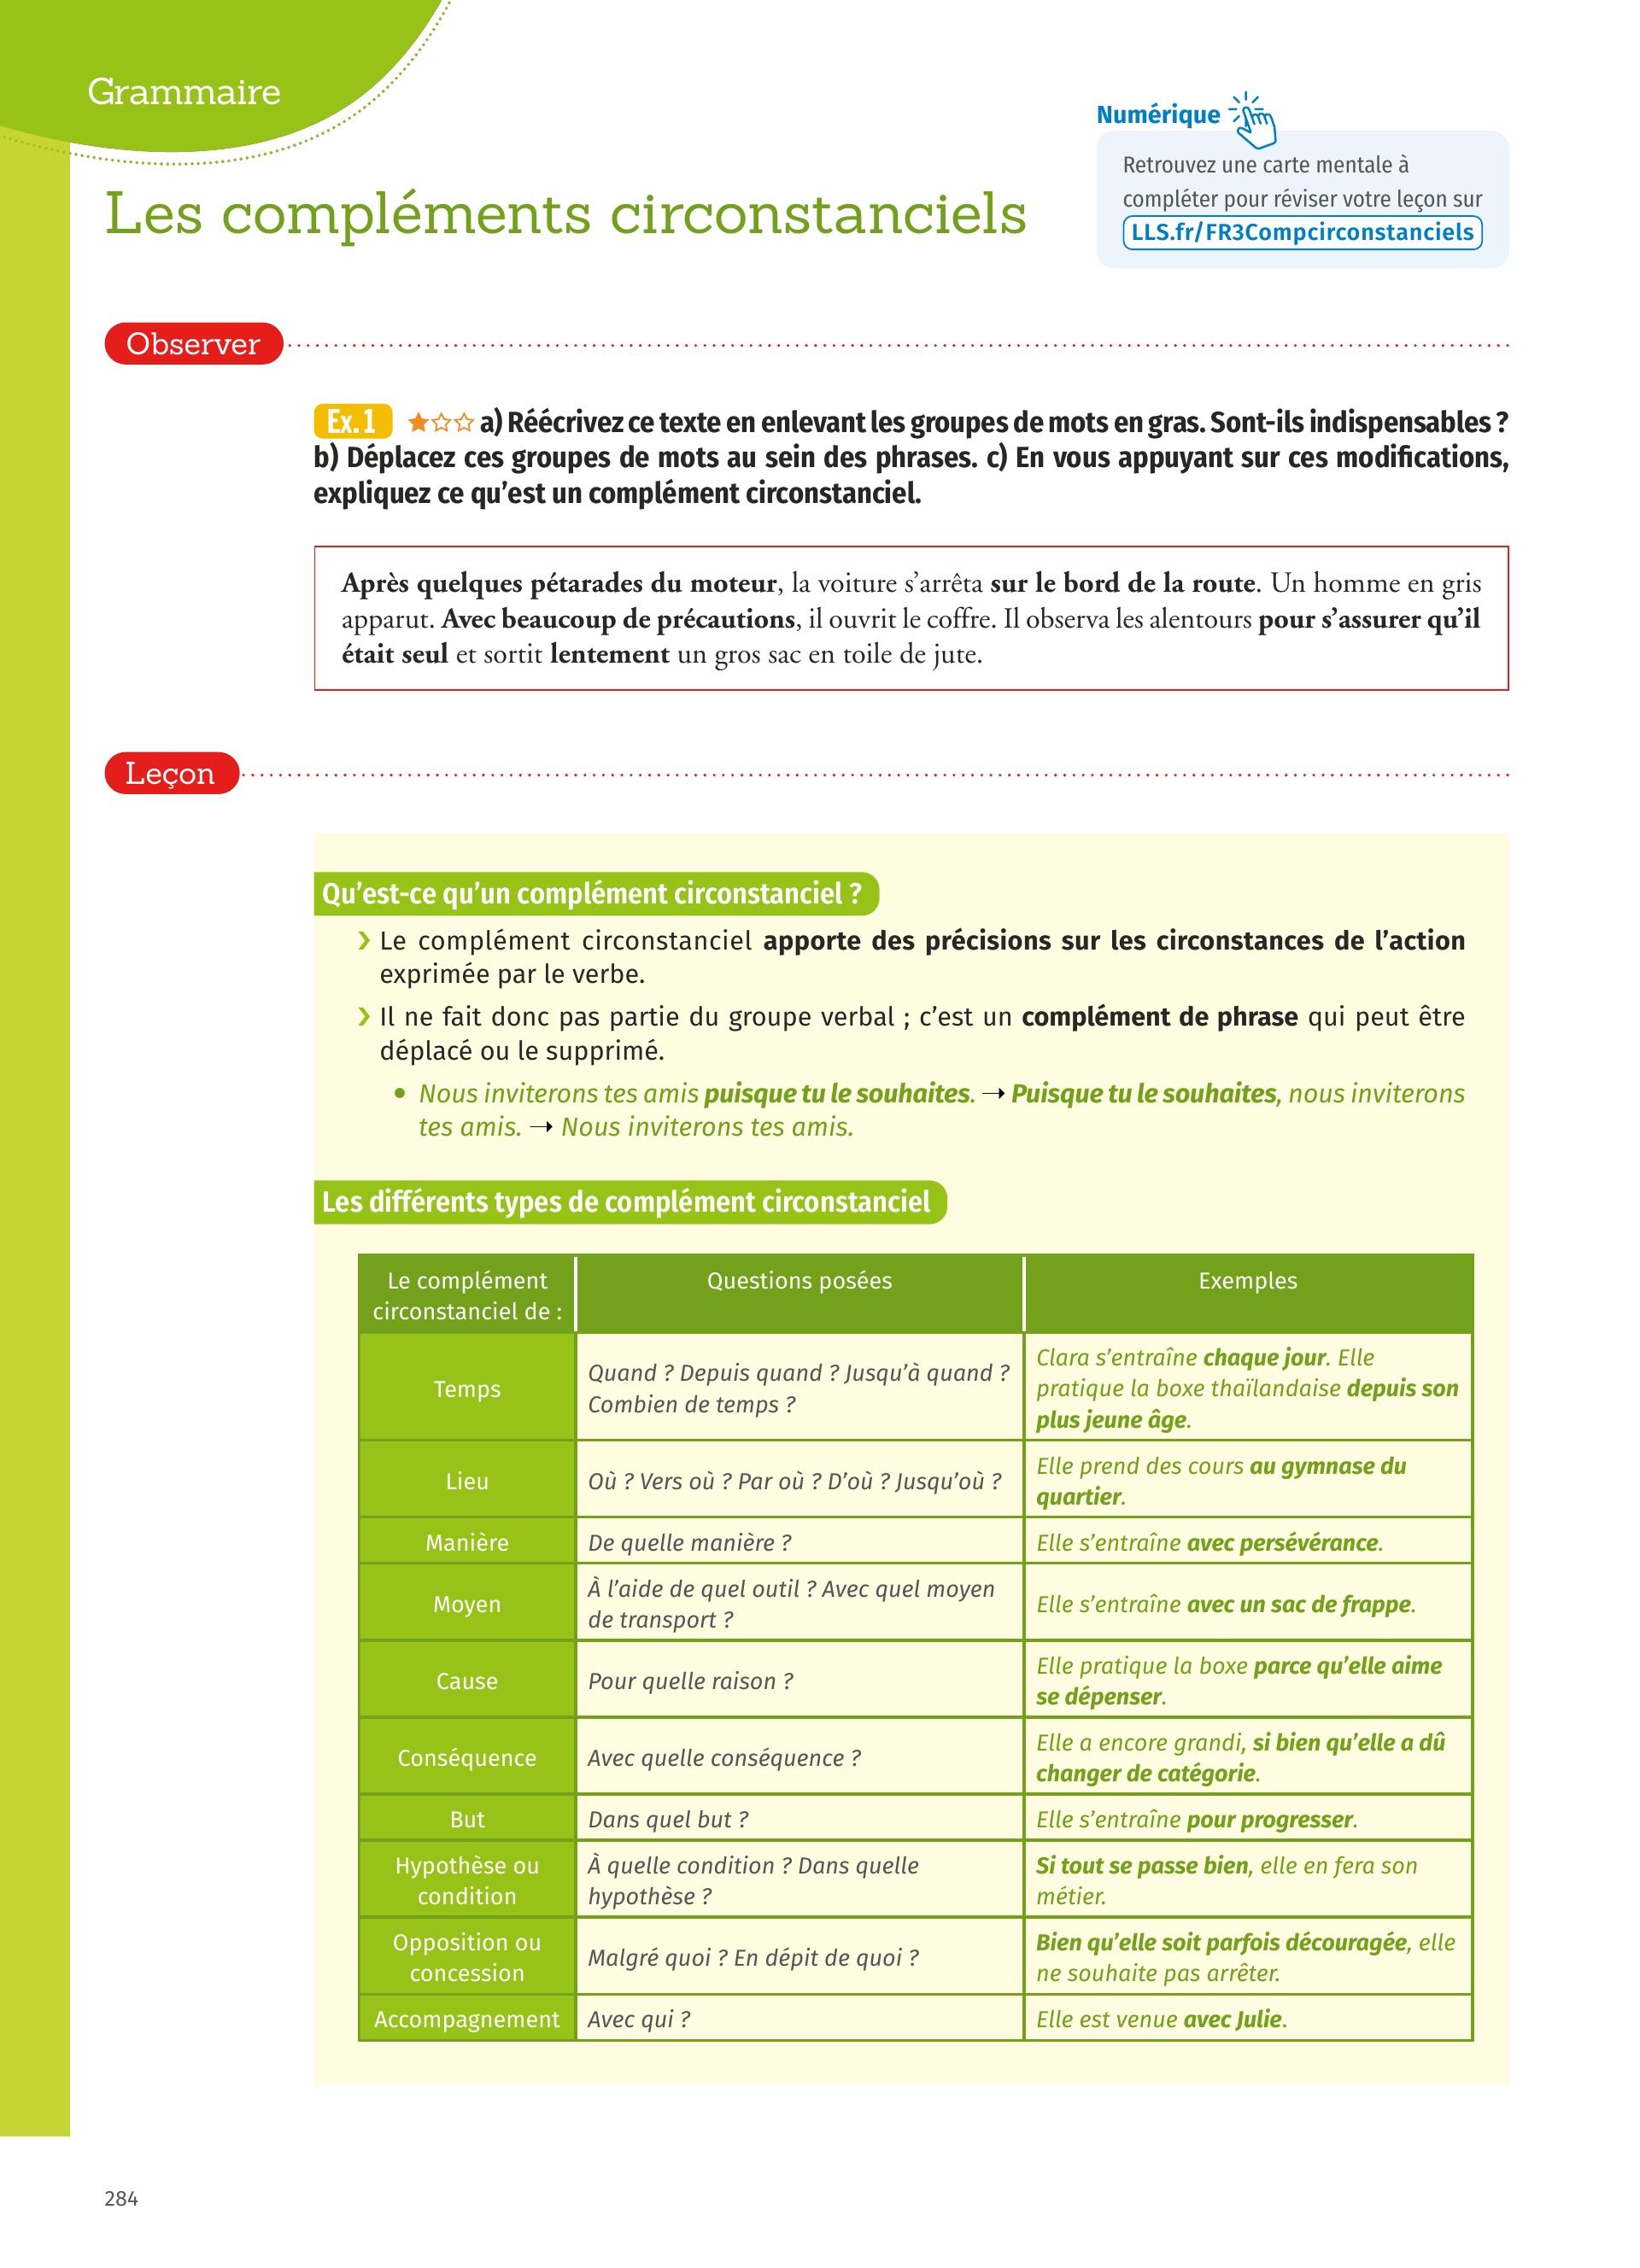 Grammaire
Numérique
Retrouvez une carte mentale à
compléter pour réviser votre leçon sur
LLS.fr/FR3Compcirconstanciels
Les compléments circonstanciels
Observer
Ex. 1 ★☆☆ a) Réécrivez ce texte en enlevant les groupes de mots en gras. Sont-ils indispensables ?
b) Déplacez ces groupes de mots au sein des phrases. c) En vous appuyant sur ces modifications,
expliquez ce qu’est un complément circonstanciel.
Après quelques pétarades du moteur, la voiture s’arrêta sur le bord de la route. Un homme en gris
apparut. Avec beaucoup de précautions, il ouvrit le coffre. Il observa les alentours pour s’assurer qu’il
était seul et sortit lentement un gros sac en toile de jute.
Leçon
Qu’est-ce qu’un complément circonstanciel ?
› Le complément circonstanciel apporte des précisions sur les circonstances de l’action
exprimée par le verbe.
› Il ne fait donc pas partie du groupe verbal ; c’est un complément de phrase qui peut être
déplacé ou le supprimé.
• Nous inviterons tes amis puisque tu le souhaites. → Puisque tu le souhaites, nous inviterons
tes amis. → Nous inviterons tes amis.
Les différents types de complément circonstanciel
Le complément
circonstanciel de :
Questions posées
Exemples
Temps
Quand ? Depuis quand ? Jusqu’à quand ?
Combien de temps ?
Clara s’entraîne chaque jour. Elle
pratique la boxe thaïlandaise depuis son
plus jeune âge.
Lieu
Où ? Vers où ? Par où ? D’où ? Jusqu’où ?
Elle prend des cours au gymnase du
quartier.
Manière
De quelle manière ?
Elle s’entraîne avec persévérance.
Moyen
À l’aide de quel outil ? Avec quel moyen
de transport ?
Elle s’entraîne avec un sac de frappe.
Cause
Pour quelle raison ?
Elle pratique la boxe parce qu’elle aime
se dépenser.
Conséquence
Avec quelle conséquence ?
Elle a encore grandi, si bien qu’elle a dû
changer de catégorie.
But
Dans quel but ?
Elle s’entraîne pour progresser.
Hypothèse ou
condition
À quelle condition ? Dans quelle
hypothèse ?
Si tout se passe bien, elle en fera son
métier.
Opposition ou
concession
Malgré quoi ? En dépit de quoi ?
Bien qu’elle soit parfois découragée, elle
ne souhaite pas arrêter.
Accompagnement
Avec qui ?
Elle est venue avec Julie.
284